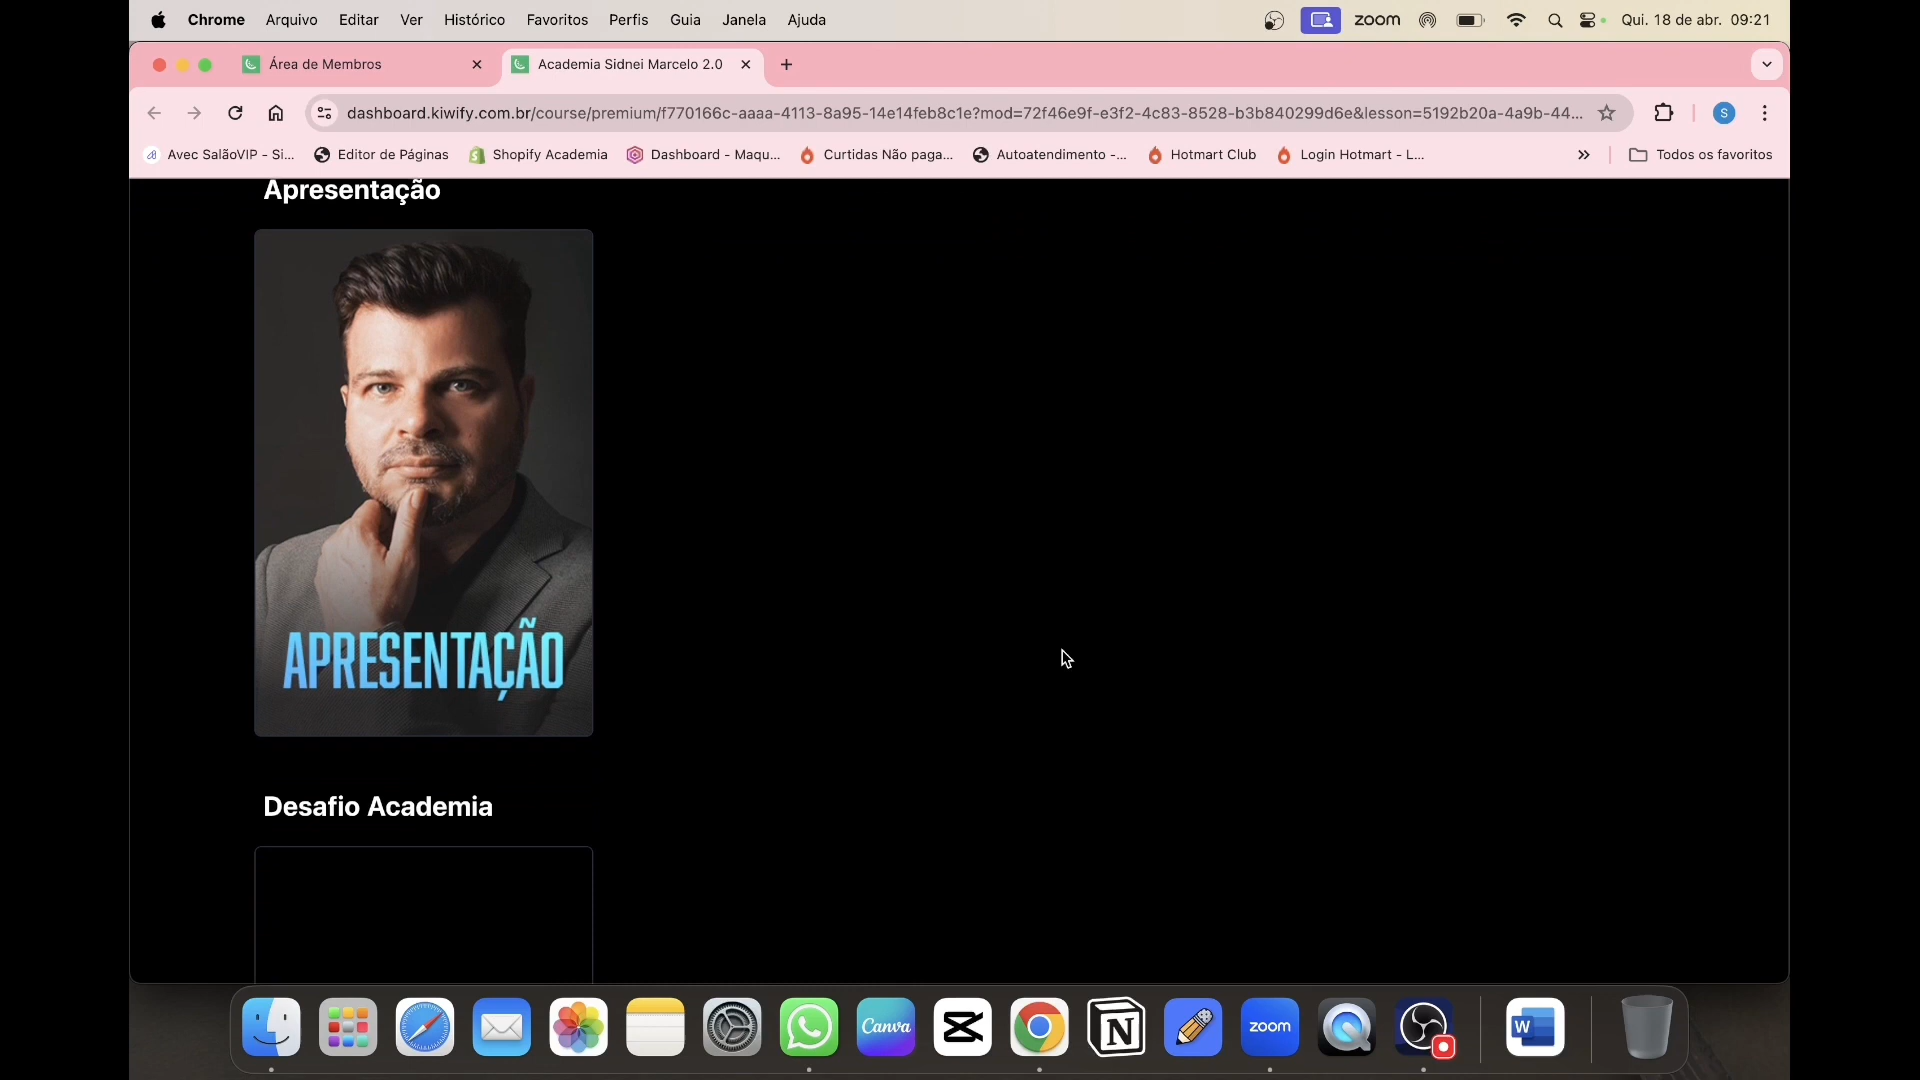 Chrome Arquivo Editar Ver Histórico Favoritos Perfis Guia Janela Ajuda zoom Qui. 18 de abr. 09:21
Área de Membros Academia Sidnei Marcelo 2.0
dashboard.kiwify.com.br/course/premium/f770166c-aaaa-4113-8a95-14e14feb8c1e?mod=72f46e9f-e3f2-4c83-8528-b3b840299d6e&lesson=5192b20a-4a9b-44... S
Avec SalãoVIP - Si... Editor de Páginas Shopify Academia Dashboard - Maqu... Curtidas Não paga... Autoatendimento -... Hotmart Club Login Hotmart - L... Todos os favoritos
Apresentação
APRESENTAÇÃO
Desafio Academia
Canva zoom W